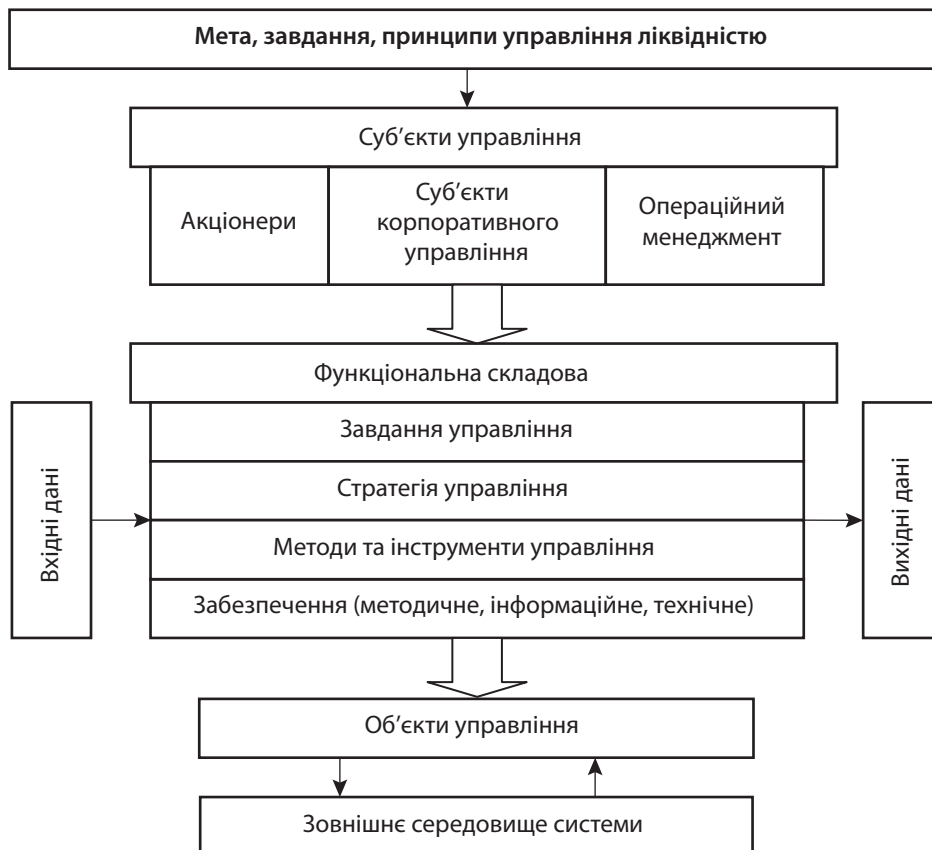 Мета, завдання, принципи управління ліквідністю
Суб’єкти управління
Акціонери
Суб’єкти
корпоративного
управління
Операційний
менеджмент
Функціональна складова
Завдання управління
Стратегія управління
Методи та інструменти управління
Забезпечення (методичне, інформаційне, технічне)
Вхідні дані
Вихідні дані
Об’єкти управління
Зовнішнє середовище системи